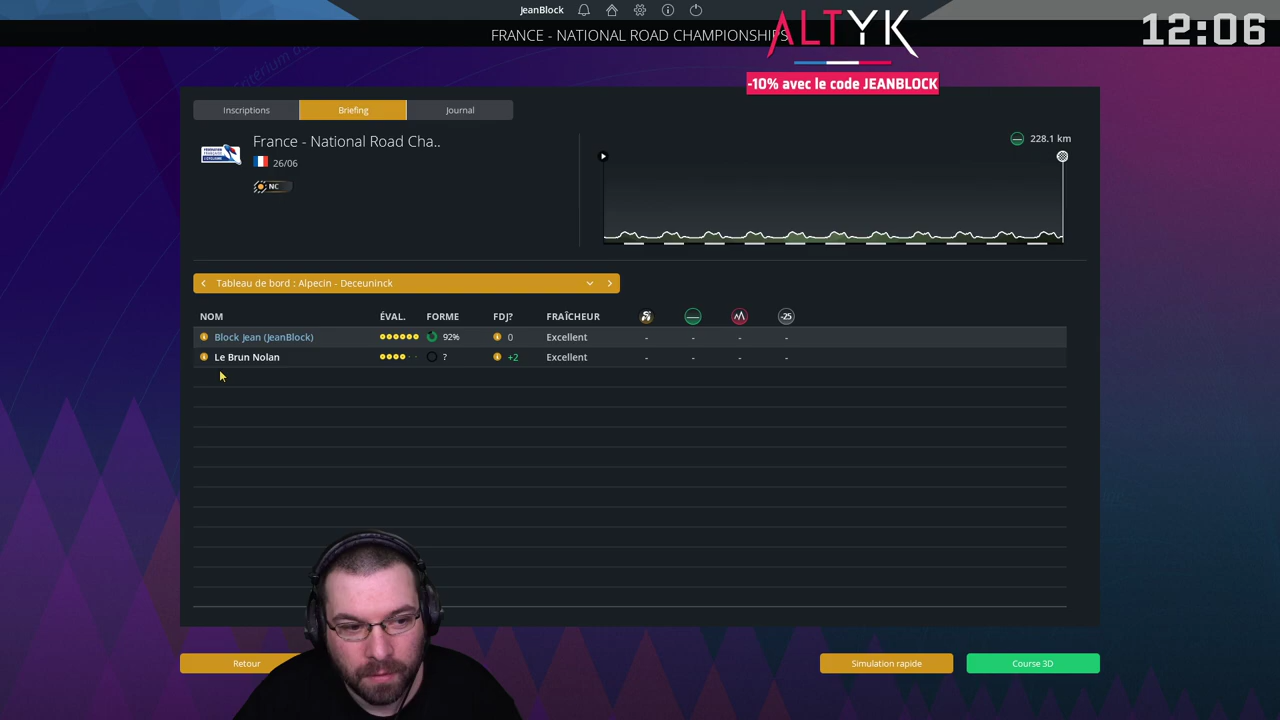 JeanBlock
FRANCE - NATIONAL ROAD CHAMPIONSHIPS
ALTYK
12:06
-10% avec le code JEANBLOCK
Inscriptions
Briefing
Journal
France - National Road Cha..
26/06
NC
228.1 km
Tableau de bord : Alpecin - Deceuninck
NOM ÉVAL. FORME FDJ? FRAÎCHEUR -25
Block Jean (JeanBlock) 92% 0 Excellent - - - -
Le Brun Nolan ? +2 Excellent - - - -
Retour
Simulation rapide
Course 3D